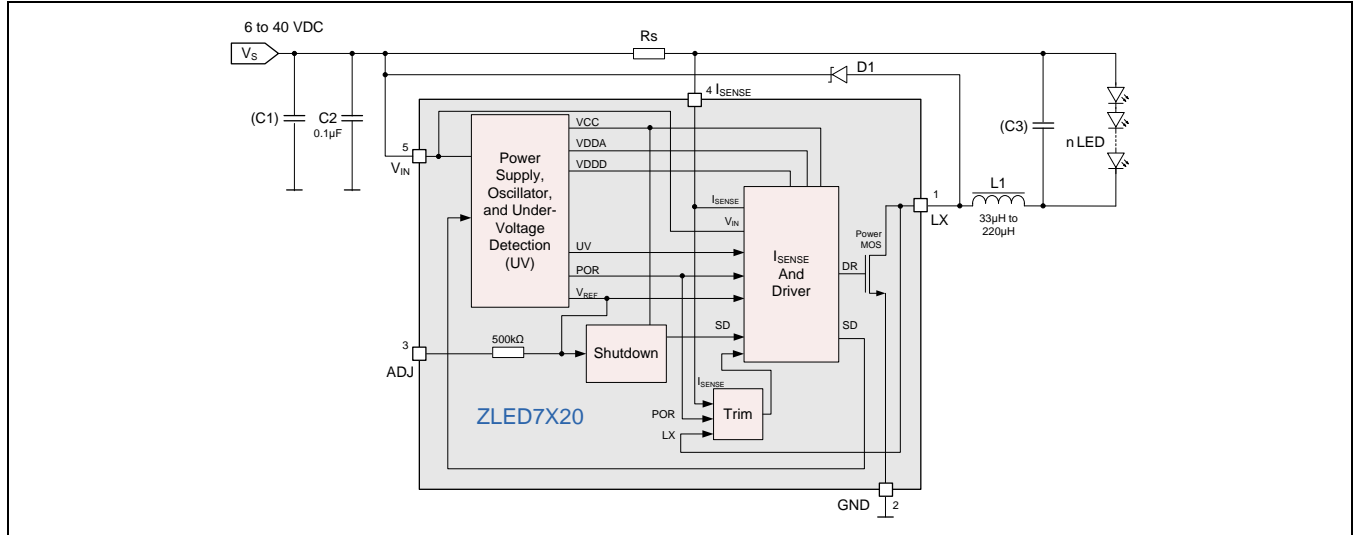 6 to 40 VDC
VS
Rs
D1
4 ISENSE
(C1)
C2
0.1µF
(C3)
n LED
5
VIN
Power
Supply,
Oscillator,
and Under-
Voltage
Detection
(UV)
VCC
VDDA
VDDD
ISENSE
VIN
UV
POR
VREF
ISENSE
And
Driver
Power
MOS
DR
SD
SD
1
LX
L1
33µH to
220µH
3
ADJ
500kΩ
Shutdown
ISENSE
POR
LX
Trim
ZLED7X20
GND
2